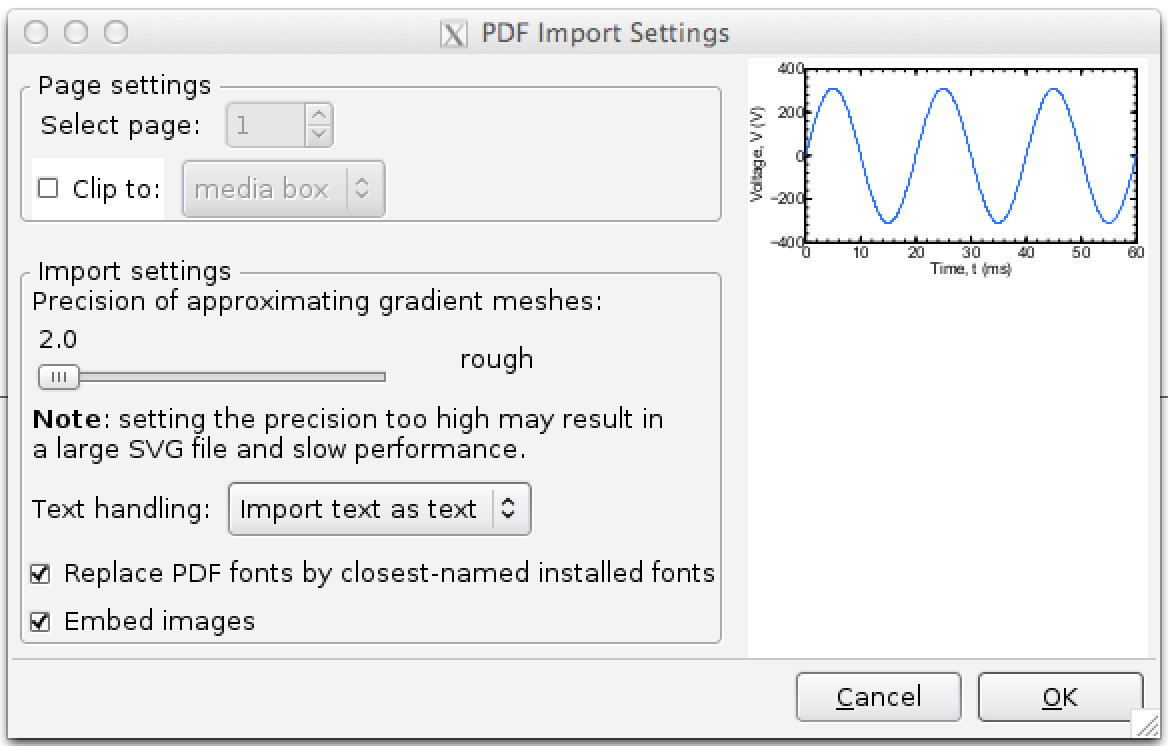 PDF Import Settings
Page settings
Select page: 1
Clip to: media box
Import settings
Precision of approximating gradient meshes:
2.0
rough
Note: setting the precision too high may result in
a large SVG file and slow performance.
Text handling: Import text as text
Replace PDF fonts by closest-named installed fonts
Embed images
400
200
0
−200
−400
Voltage, V (V)
0 10 20 30 40 50 60
Time, t (ms)
Cancel OK